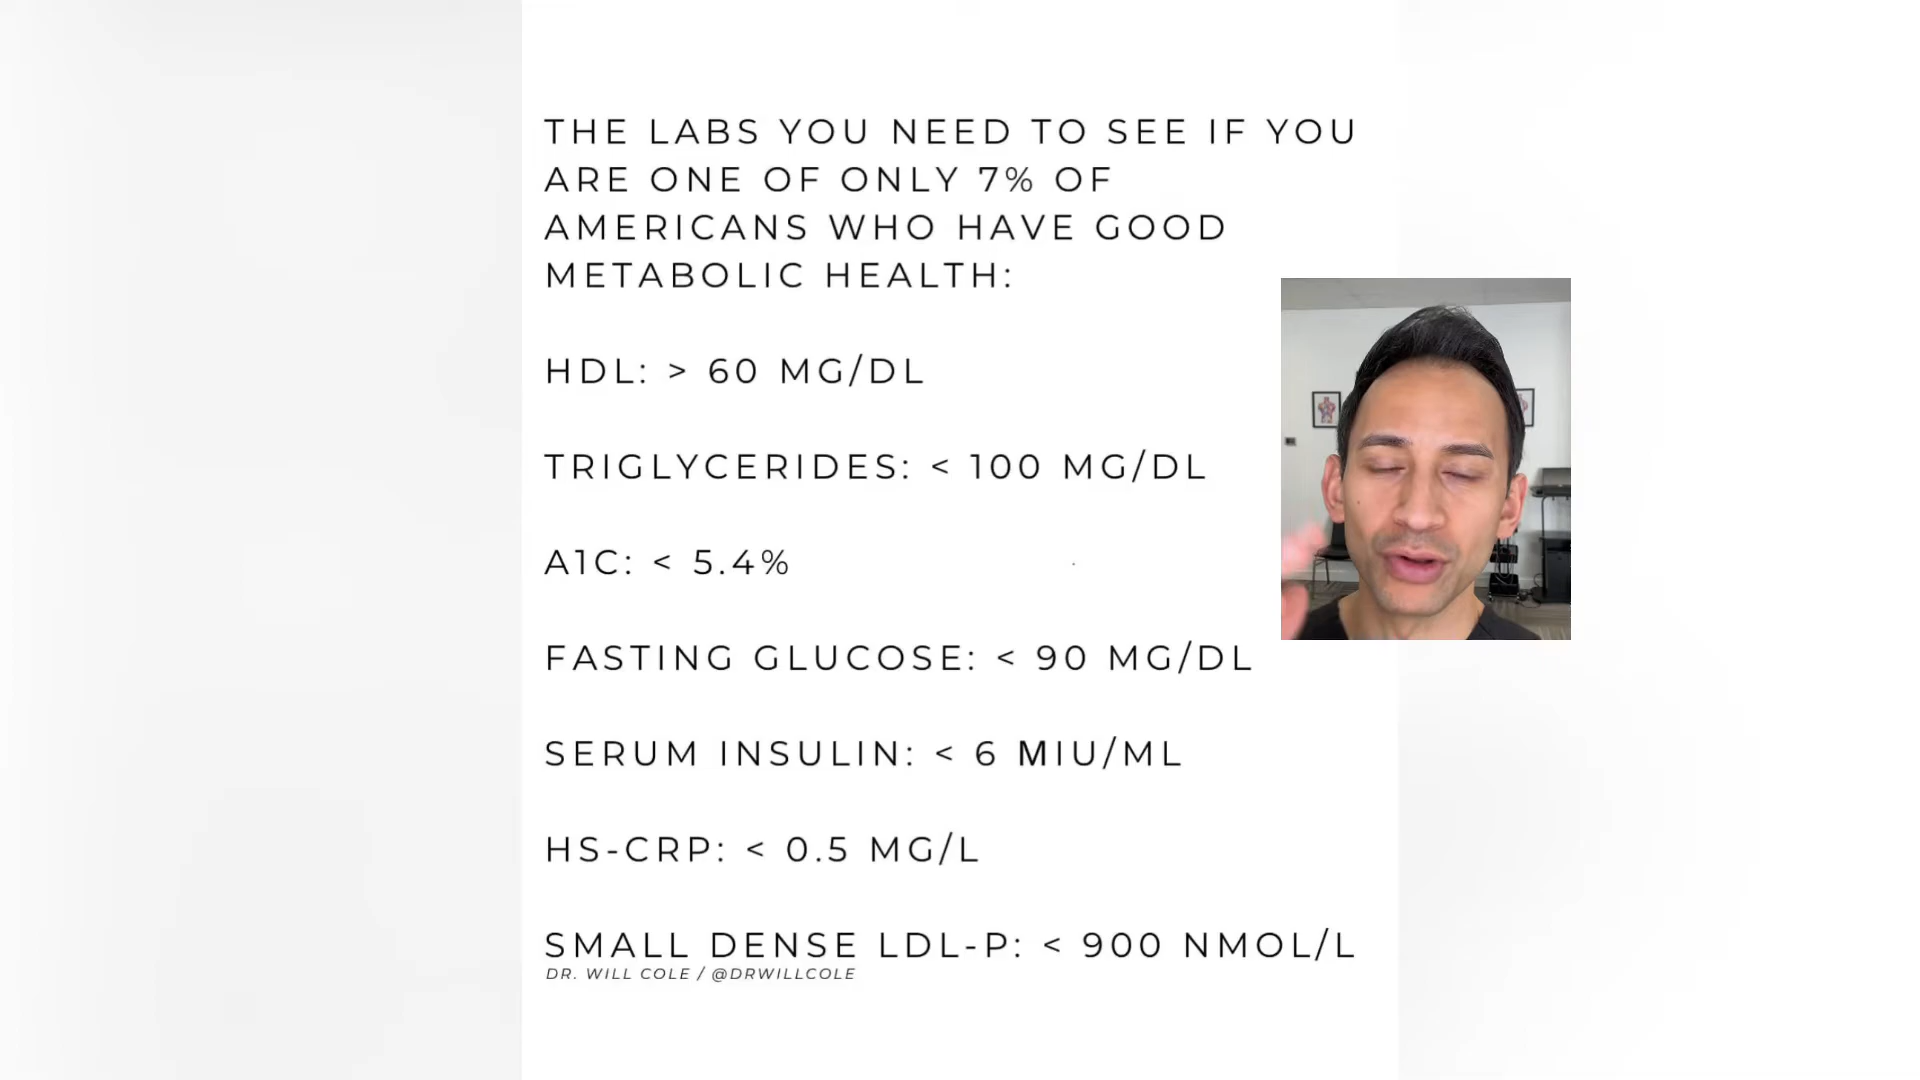 THE LABS YOU NEED TO SEE IF YOU
ARE ONE OF ONLY 7% OF
AMERICANS WHO HAVE GOOD
METABOLIC HEALTH:
HDL: > 60 MG/DL
TRIGLYCERIDES: < 100 MG/DL
A1C: < 5.4%
FASTING GLUCOSE: < 90 MG/DL
SERUM INSULIN: < 6 ΜIU/ML
HS-CRP: < 0.5 MG/L
SMALL DENSE LDL-P: < 900 NMOL/L
DR. WILL COLE / @DRWILLCOLE